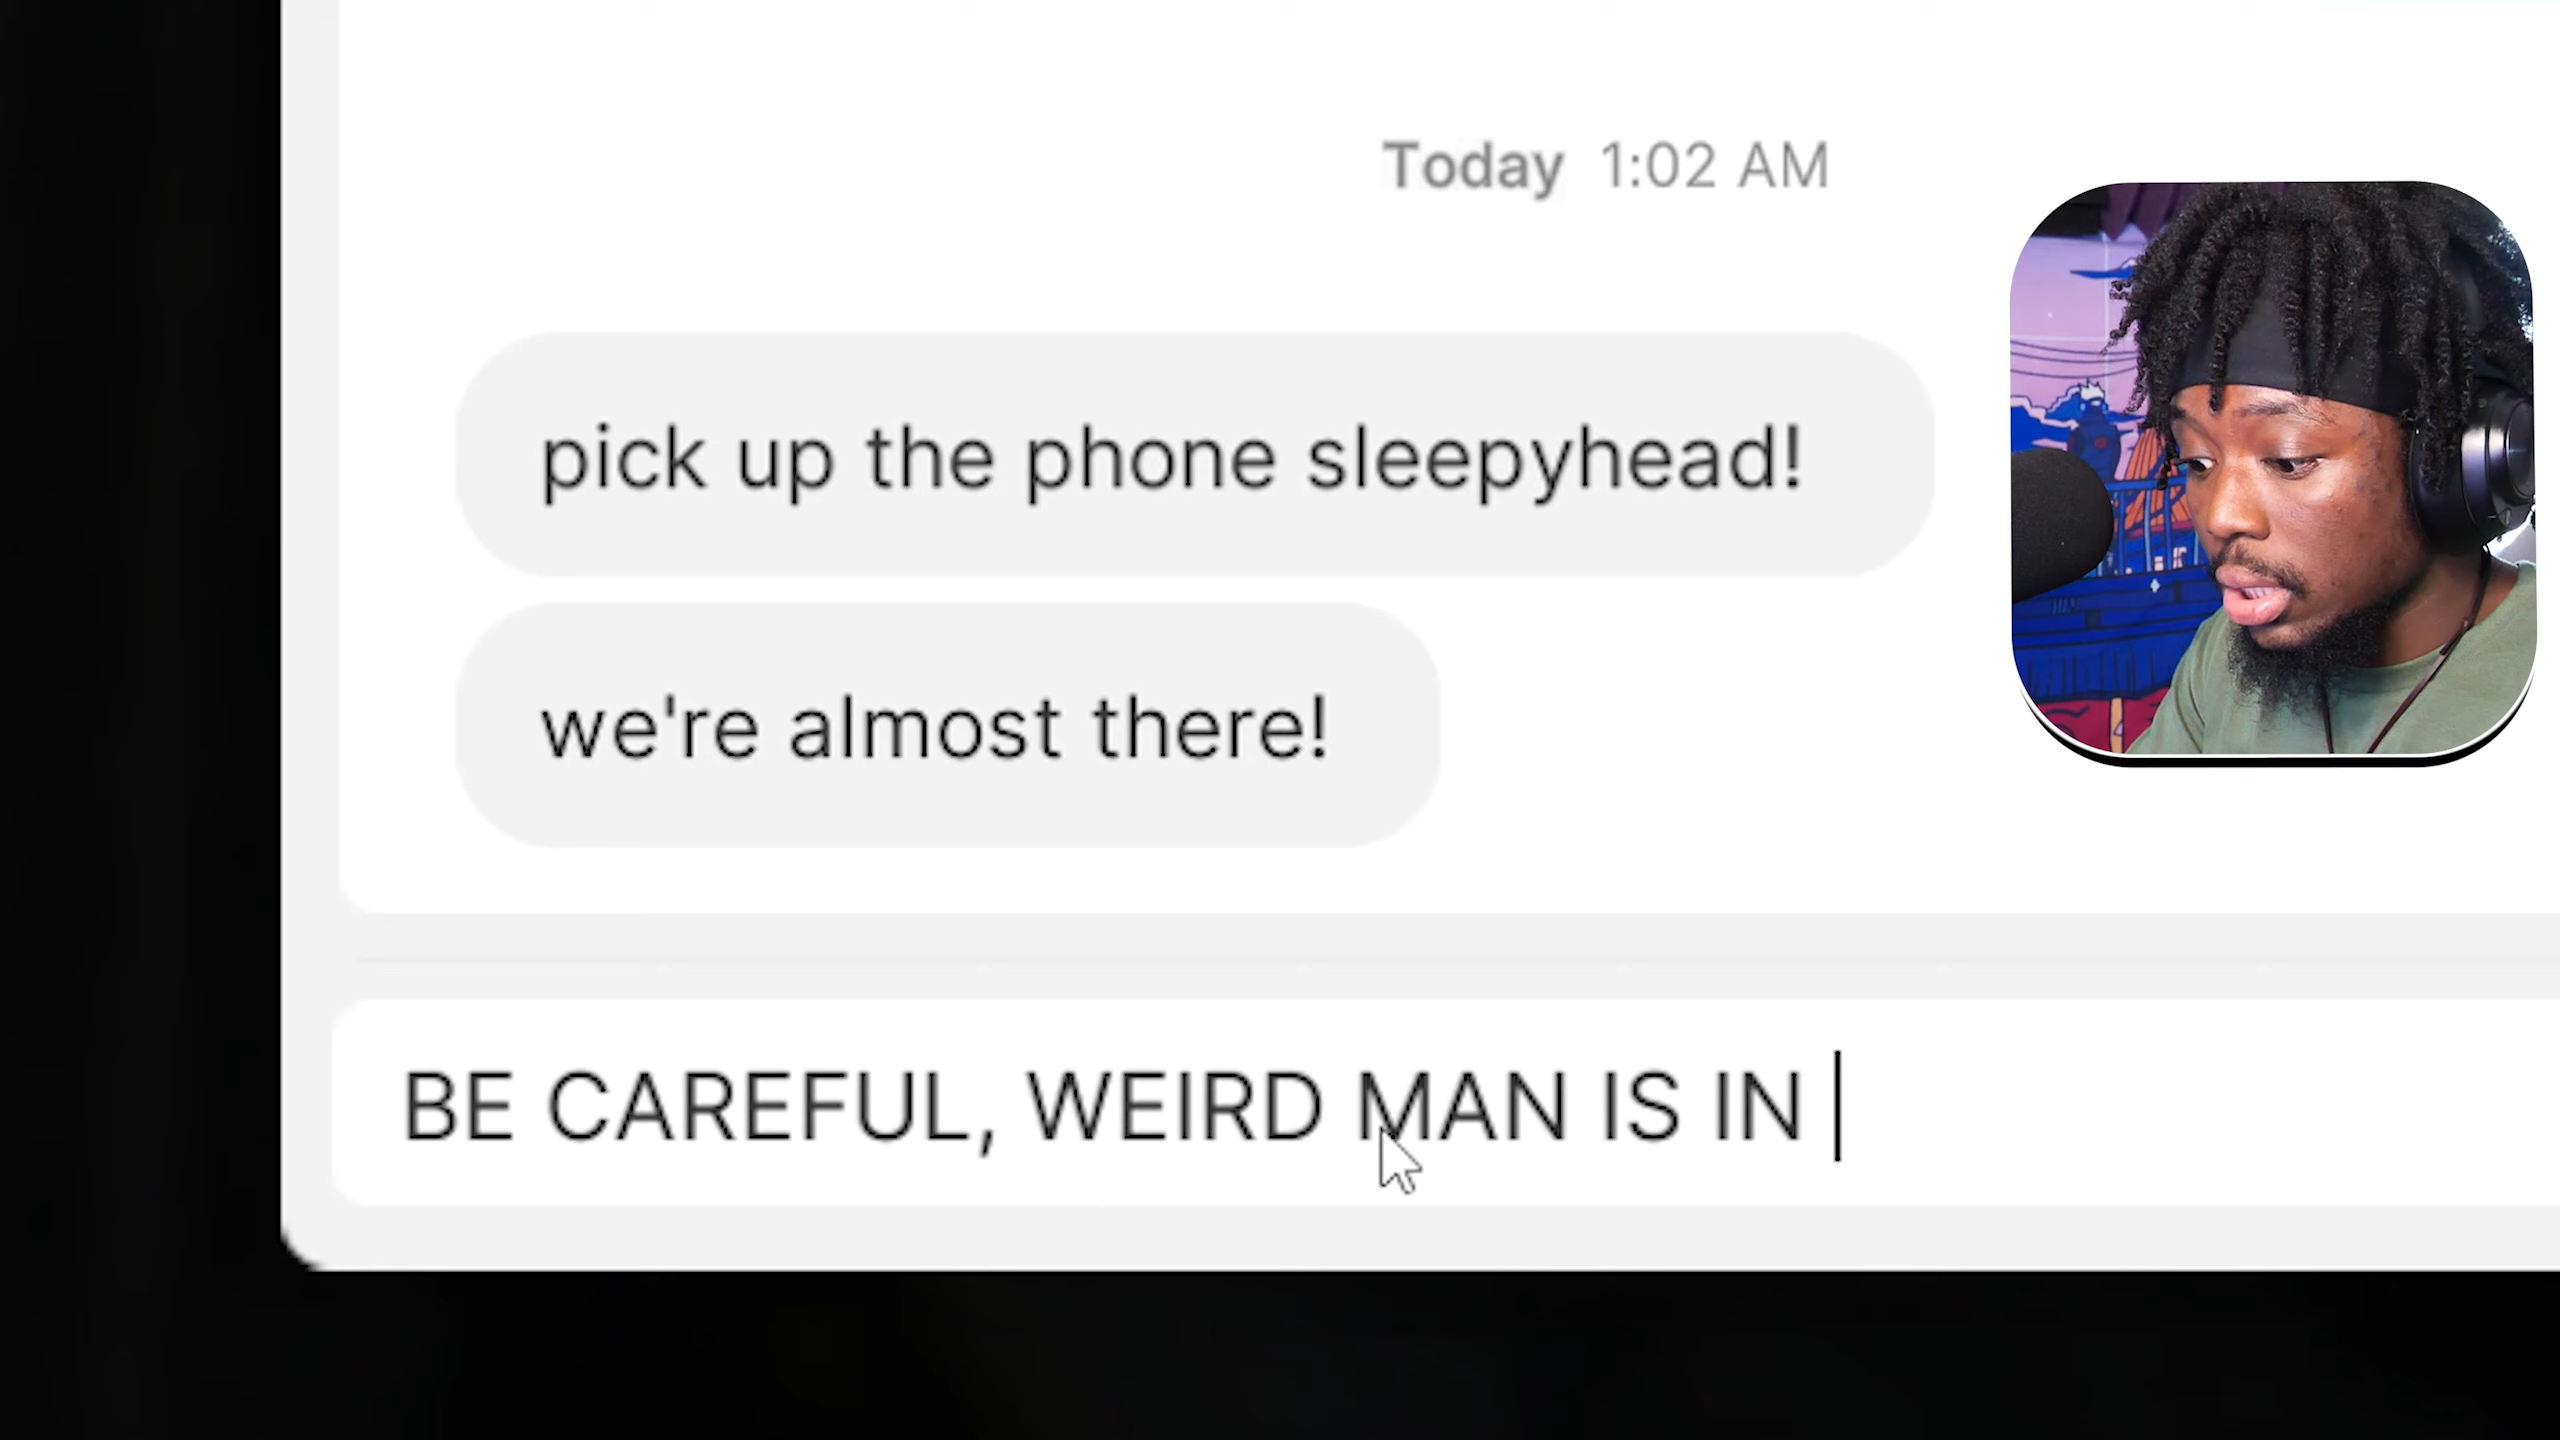 Today 1:02 AM
pick up the phone sleepyhead!
we're almost there!
BE CAREFUL, WEIRD MAN IS IN